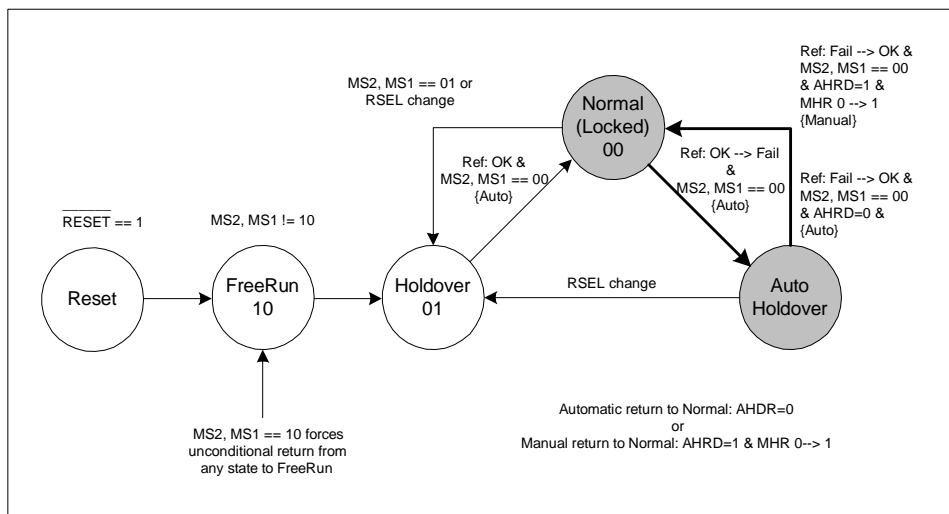 Ref: Fail --> OK &
MS2, MS1 == 00
& AHRD=1 &
MHR 0 --> 1
{Manual}
MS2, MS1 == 01 or
RSEL change
Normal
(Locked)
00
Ref: OK &
MS2, MS1 == 00
{Auto}
Ref: OK --> Fail
&
MS2, MS1 == 00
{Auto}
Ref: Fail --> OK &
MS2, MS1 == 00
& AHRD=0 &
{Auto}
RESET == 1
MS2, MS1 != 10
Reset
FreeRun
10
Holdover
01
RSEL change
Auto
Holdover
MS2, MS1 == 10 forces
unconditional return from
any state to FreeRun
Automatic return to Normal: AHDR=0
or
Manual return to Normal: AHRD=1 & MHR 0--> 1